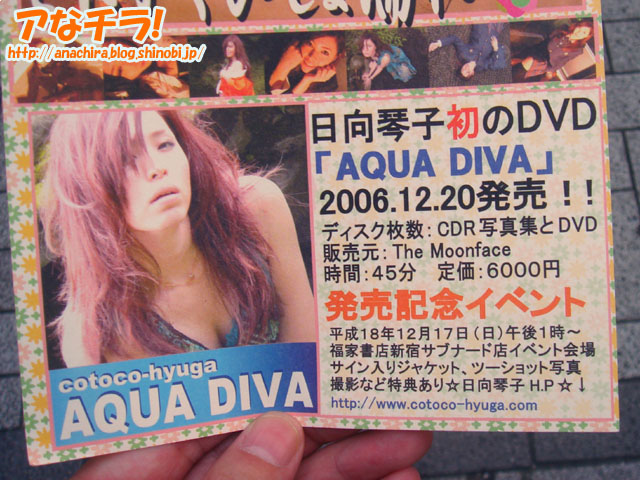 アなチラ!
http://anachira.blog.shinobi.jp/
日向琴子初のDVD
「AQUA DIVA」
2006.12.20発売!!
ディスク枚数:CDR写真集とDVD
販売元:The Moonface
時間:45分 定価:6000円
発売記念イベント
平成18年12月17日(日)午後1時~
福家書店新宿サブナード店イベント会場
サイン入りジャケット、ツーショット写真
撮影など特典あり☆日向琴子H.P☆↓
http://www.cotoco-hyuga.com
cotoco-hyuga
AQUA DIVA